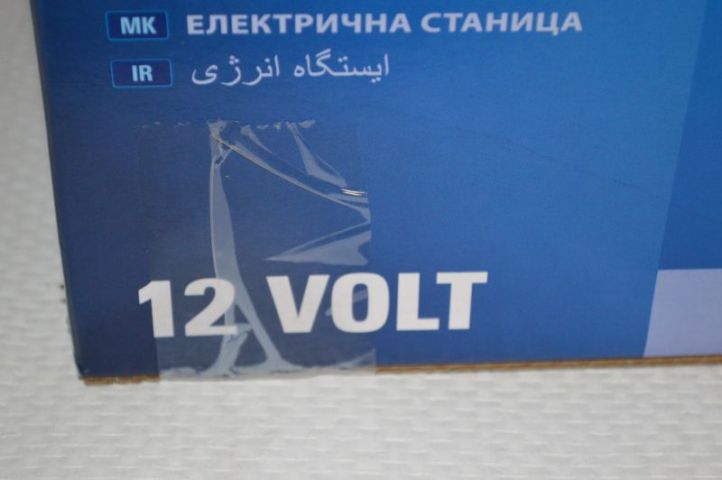 MK ЕЛЕКТРИЧНА СТАНИЦА
IR ایستگاه انرژی
12 VOLT